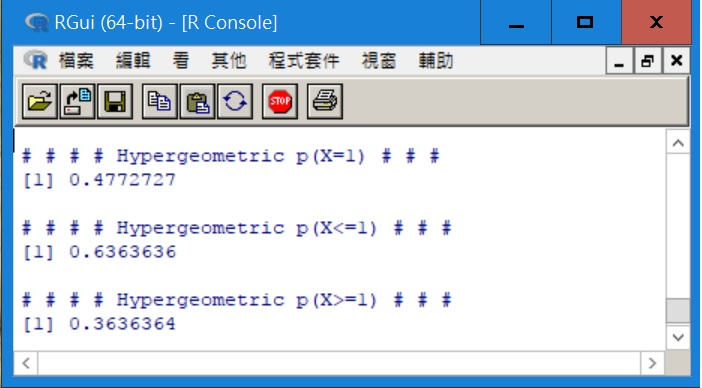 RGui (64-bit) - [R Console]
檔案 編輯 看 其他 程式套件 視窗 輔助
STOP
# # # # Hypergeometric p(X=1) # # #
[1] 0.4772727
# # # # Hypergeometric p(X<=1) # # #
[1] 0.6363636
# # # # Hypergeometric p(X>=1) # # #
[1] 0.3636364